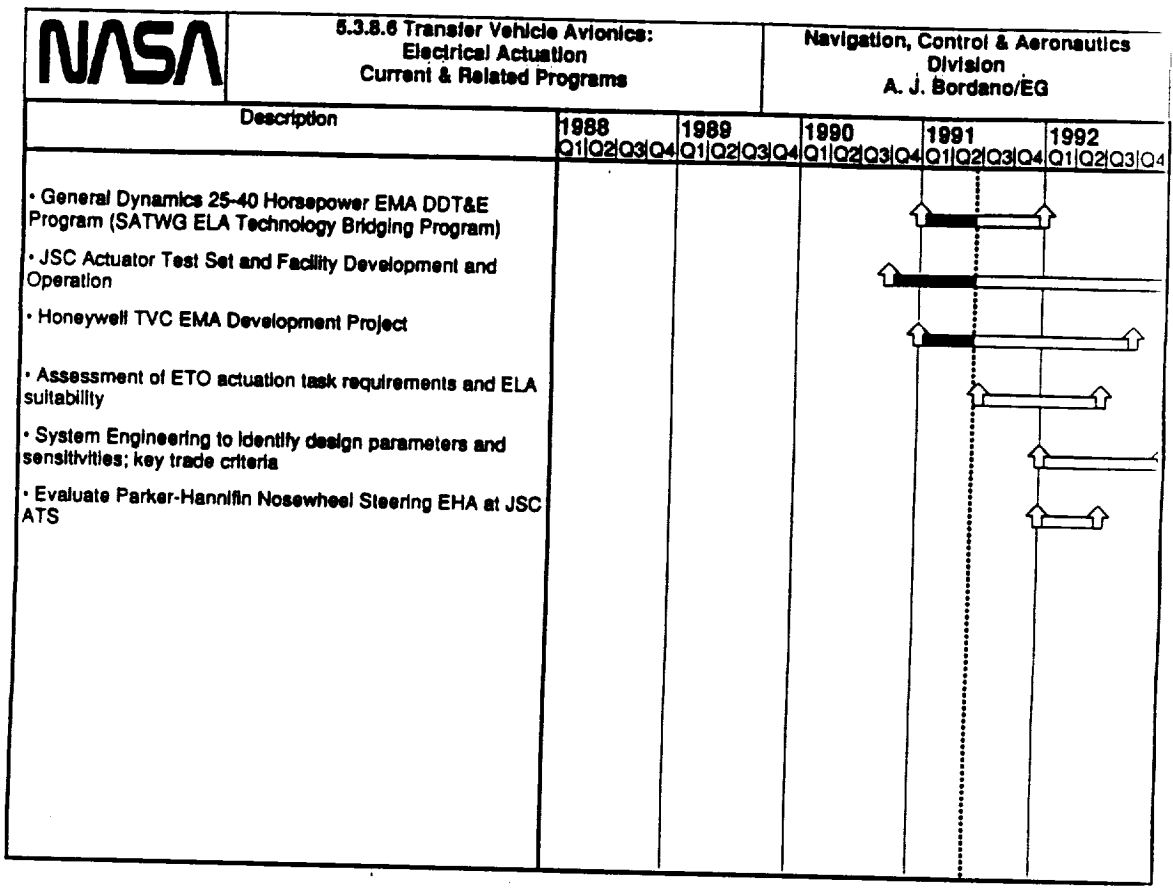 NASA
5.3.8.6 Transfer Vehicle Avionics:
Electrical Actuation
Current & Related Programs
Navigation, Control & Aeronautics
Division
A. J. Bordano/EG
Description
1988 1989 1990 1991 1992
Q1|Q2|Q3|Q4|Q1|Q2|Q3|Q4|Q1|Q2|Q3|Q4|Q1|Q2|Q3|Q4|Q1|Q2|Q3|Q4
· General Dynamics 25-40 Horsepower EMA DDT&E
Program (SATWG ELA Technology Bridging Program)
· JSC Actuator Test Set and Facility Development and
Operation
· Honeywell TVC EMA Development Project
· Assessment of ETO actuation task requirements and ELA
suitability
· System Engineering to identify design parameters and
sensitivities; key trade criteria
· Evaluate Parker-Hannifin Nosewheel Steering EHA at JSC
ATS